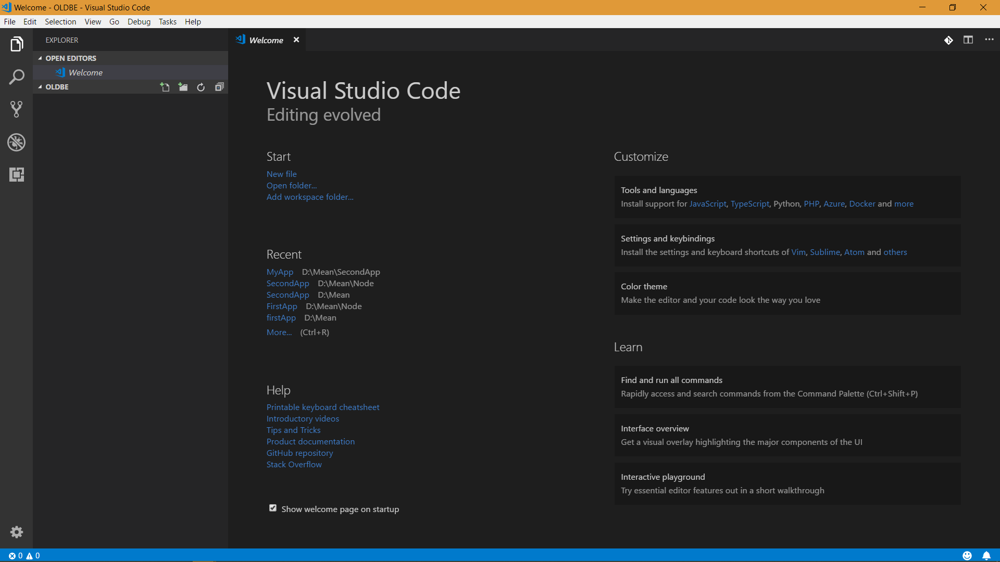 Welcome - OLDBE - Visual Studio Code
File Edit Selection View Go Debug Tasks Help
EXPLORER
OPEN EDITORS
Welcome
OLDBE
Welcome
Visual Studio Code
Editing evolved
Start
New file
Open folder...
Add workspace folder...
Recent
MyApp D:\Mean\SecondApp
SecondApp D:\Mean\Node
SecondApp D:\Mean
FirstApp D:\Mean\Node
firstApp D:\Mean
More... (Ctrl+R)
Help
Printable keyboard cheatsheet
Introductory videos
Tips and Tricks
Product documentation
GitHub repository
Stack Overflow
Show welcome page on startup
Customize
Tools and languages
Install support for JavaScript, TypeScript, Python, PHP, Azure, Docker and more
Settings and keybindings
Install the settings and keyboard shortcuts of Vim, Sublime, Atom and others
Color theme
Make the editor and your code look the way you love
Learn
Find and run all commands
Rapidly access and search commands from the Command Palette (Ctrl+Shift+P)
Interface overview
Get a visual overlay highlighting the major components of the UI
Interactive playground
Try essential editor features out in a short walkthrough
0 0